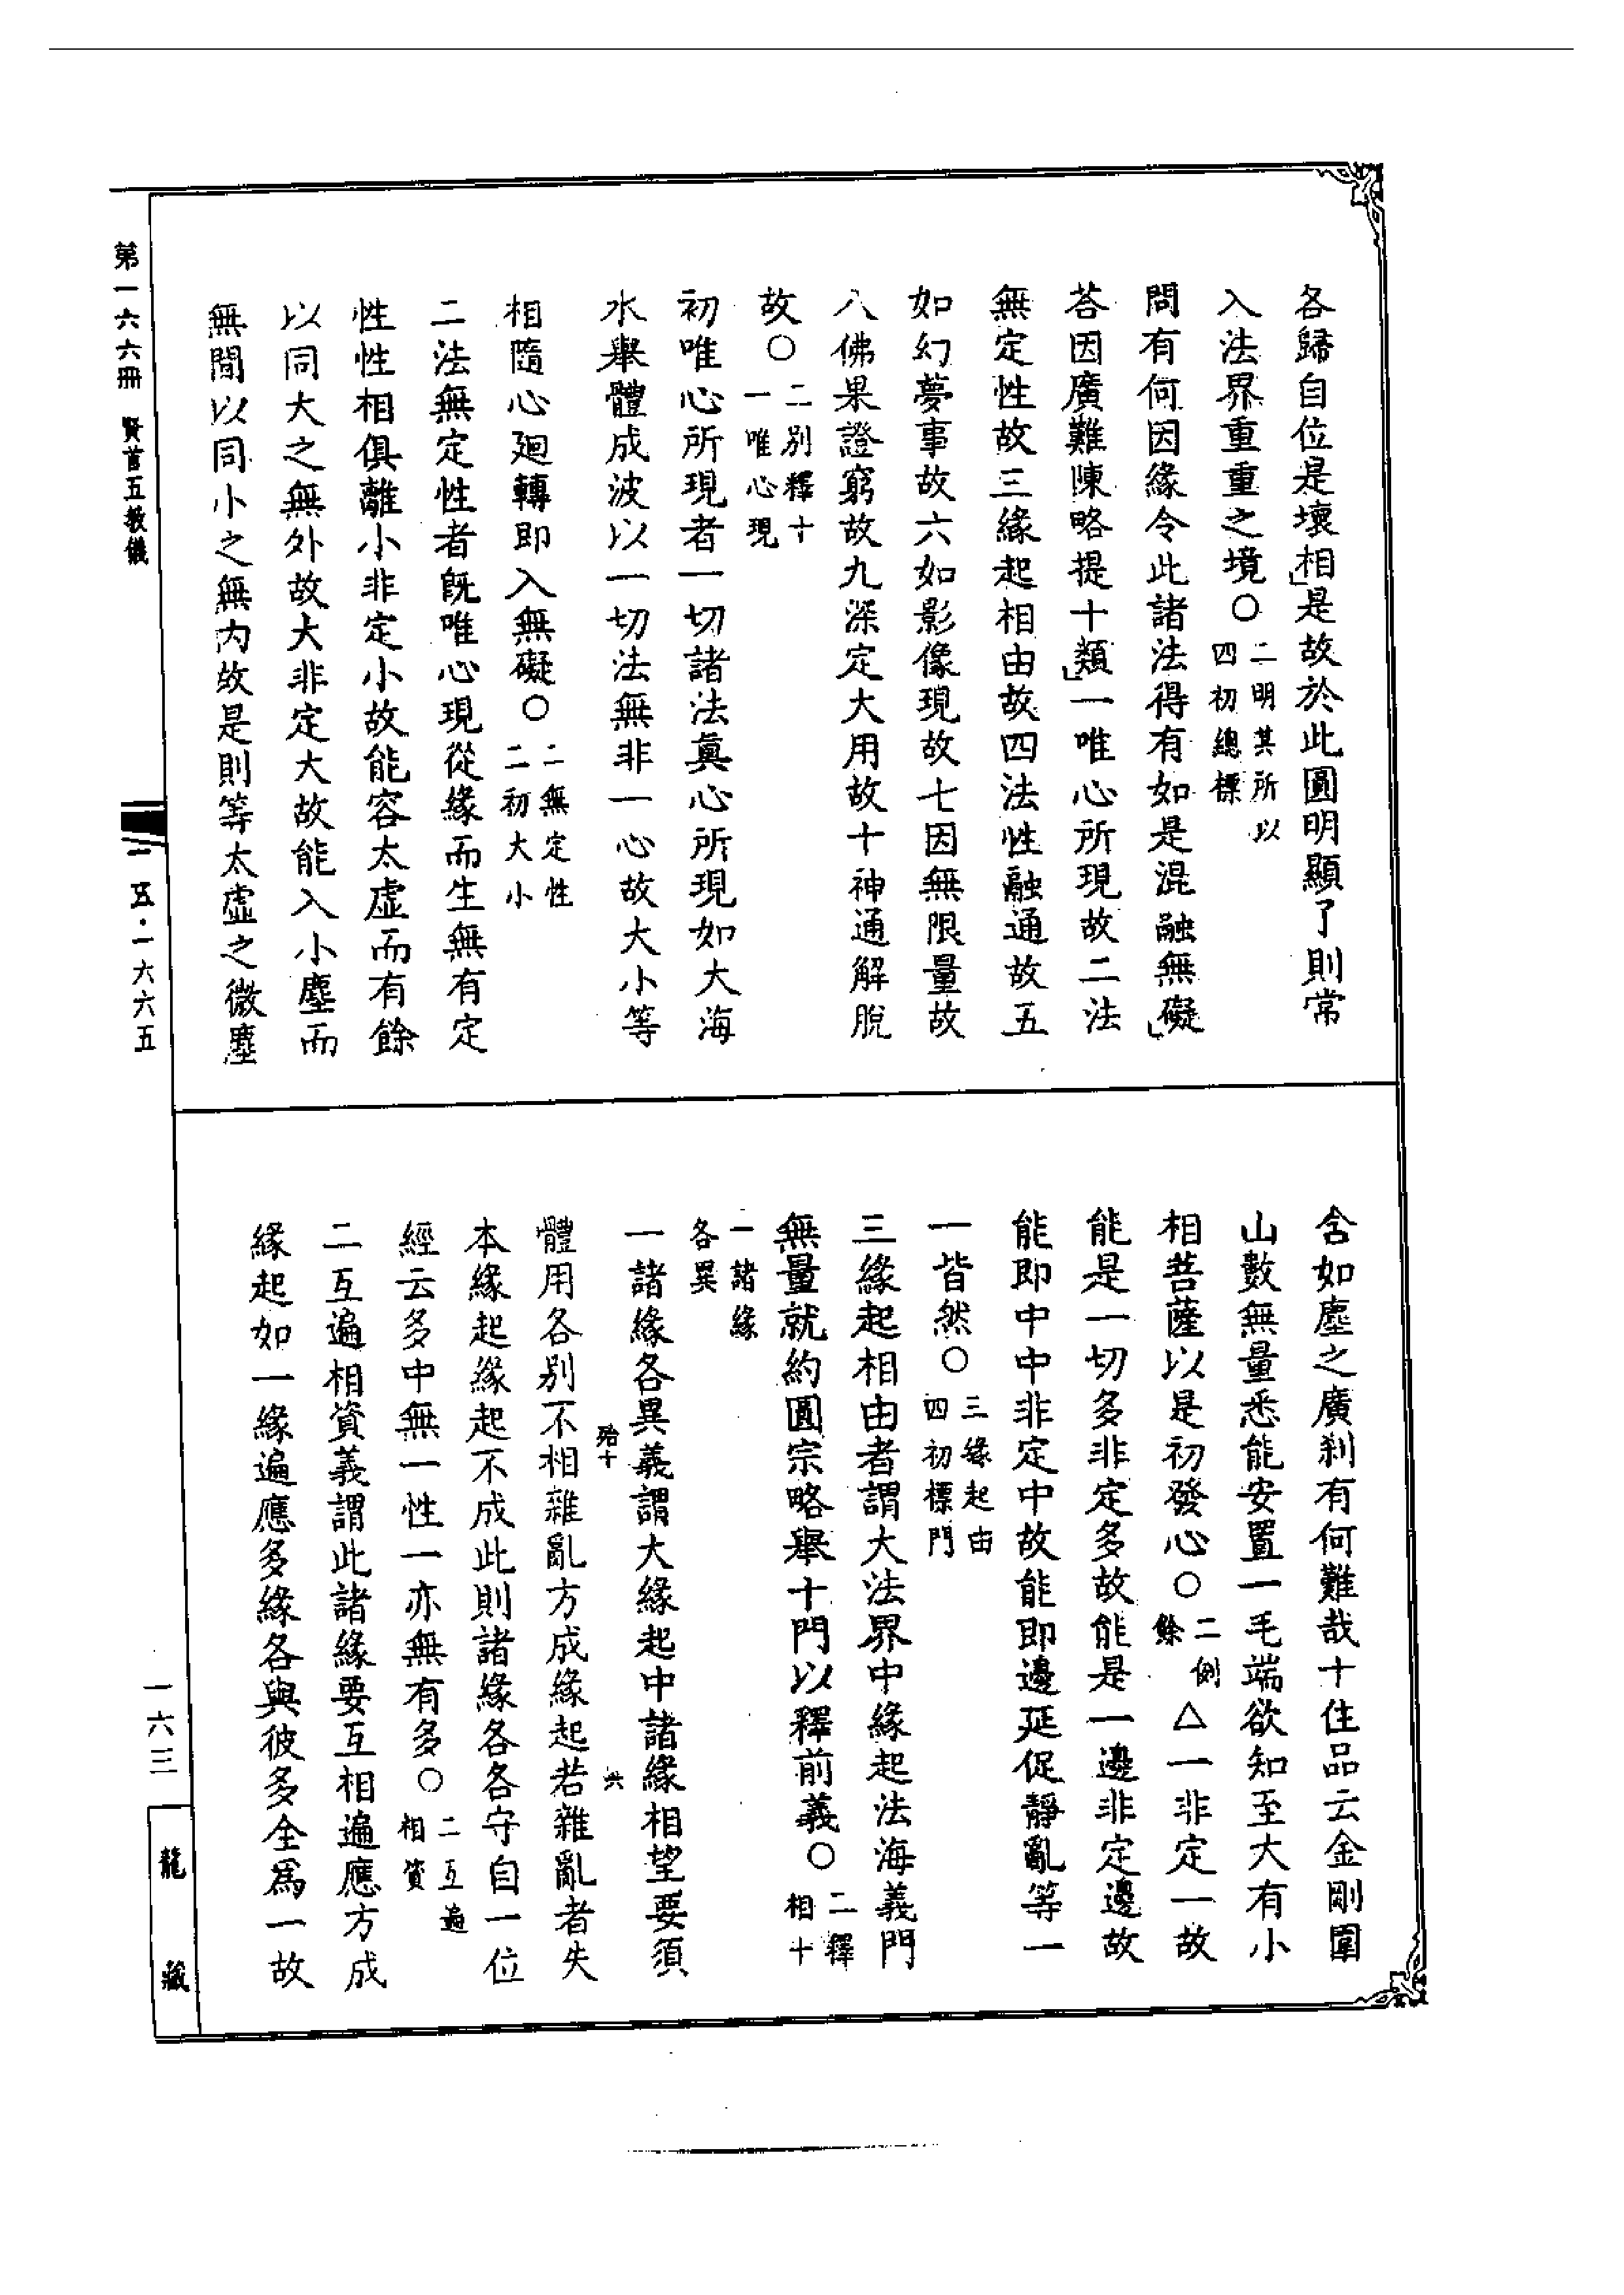 各歸自位是壞相是故於此圓明顯了則常
入法界重重之境〇二明其所以四初總標
問有何因緣令此諸法得有如是混融無礙
荅因廣難陳略提十類一唯心所現故二法
無定性故三緣起相由故四法性融通故五
如幻夢事故六如影像現故七因無限量故
八佛果證窮故九深定大用故十神通解脫
故〇二別釋十一唯心現
初唯心所現者一切諸法真心所現如大海
水舉體成波以一切法無非一心故大小等
相隨心廻轉即入無礙〇二無定性二初大小
二法無定性者旣唯心現從緣而生無有定
性性相俱離小非定小故能容太虛而有餘
以同大之無外故大非定大故能入小塵而
無間以同小之無內故是則等太虛之微塵
含如塵之廣刹有何難哉十住品云金剛圍
山數無量悉能安置一毛端欲知至大有小
相菩薩以是初發心〇二例餘△一非定一故
能是一切多非定多故能是一邊非定邊故
能即中中非定中故能即邊延促靜亂等一
一皆然〇三緣起由四初標門
三緣起相由者謂大法界中緣起法海義門
無量就約圓宗略舉十門以釋前義〇二釋相十
一諸緣各異
一諸緣各異義謂大緣起中諸緣相望要須
殆十
六
體用各別不相雜亂方成緣起若雜亂者失
本緣起緣起不成此則諸緣各各守自一位
經云多中無一性一亦無有多〇二互遍相資
二互遍相資義謂此諸緣要互相遍應方成
緣起如一緣遍應多緣各與彼多全為一故
第一六六冊 賢首五教儀
一五·一六六五
一六三
龍藏